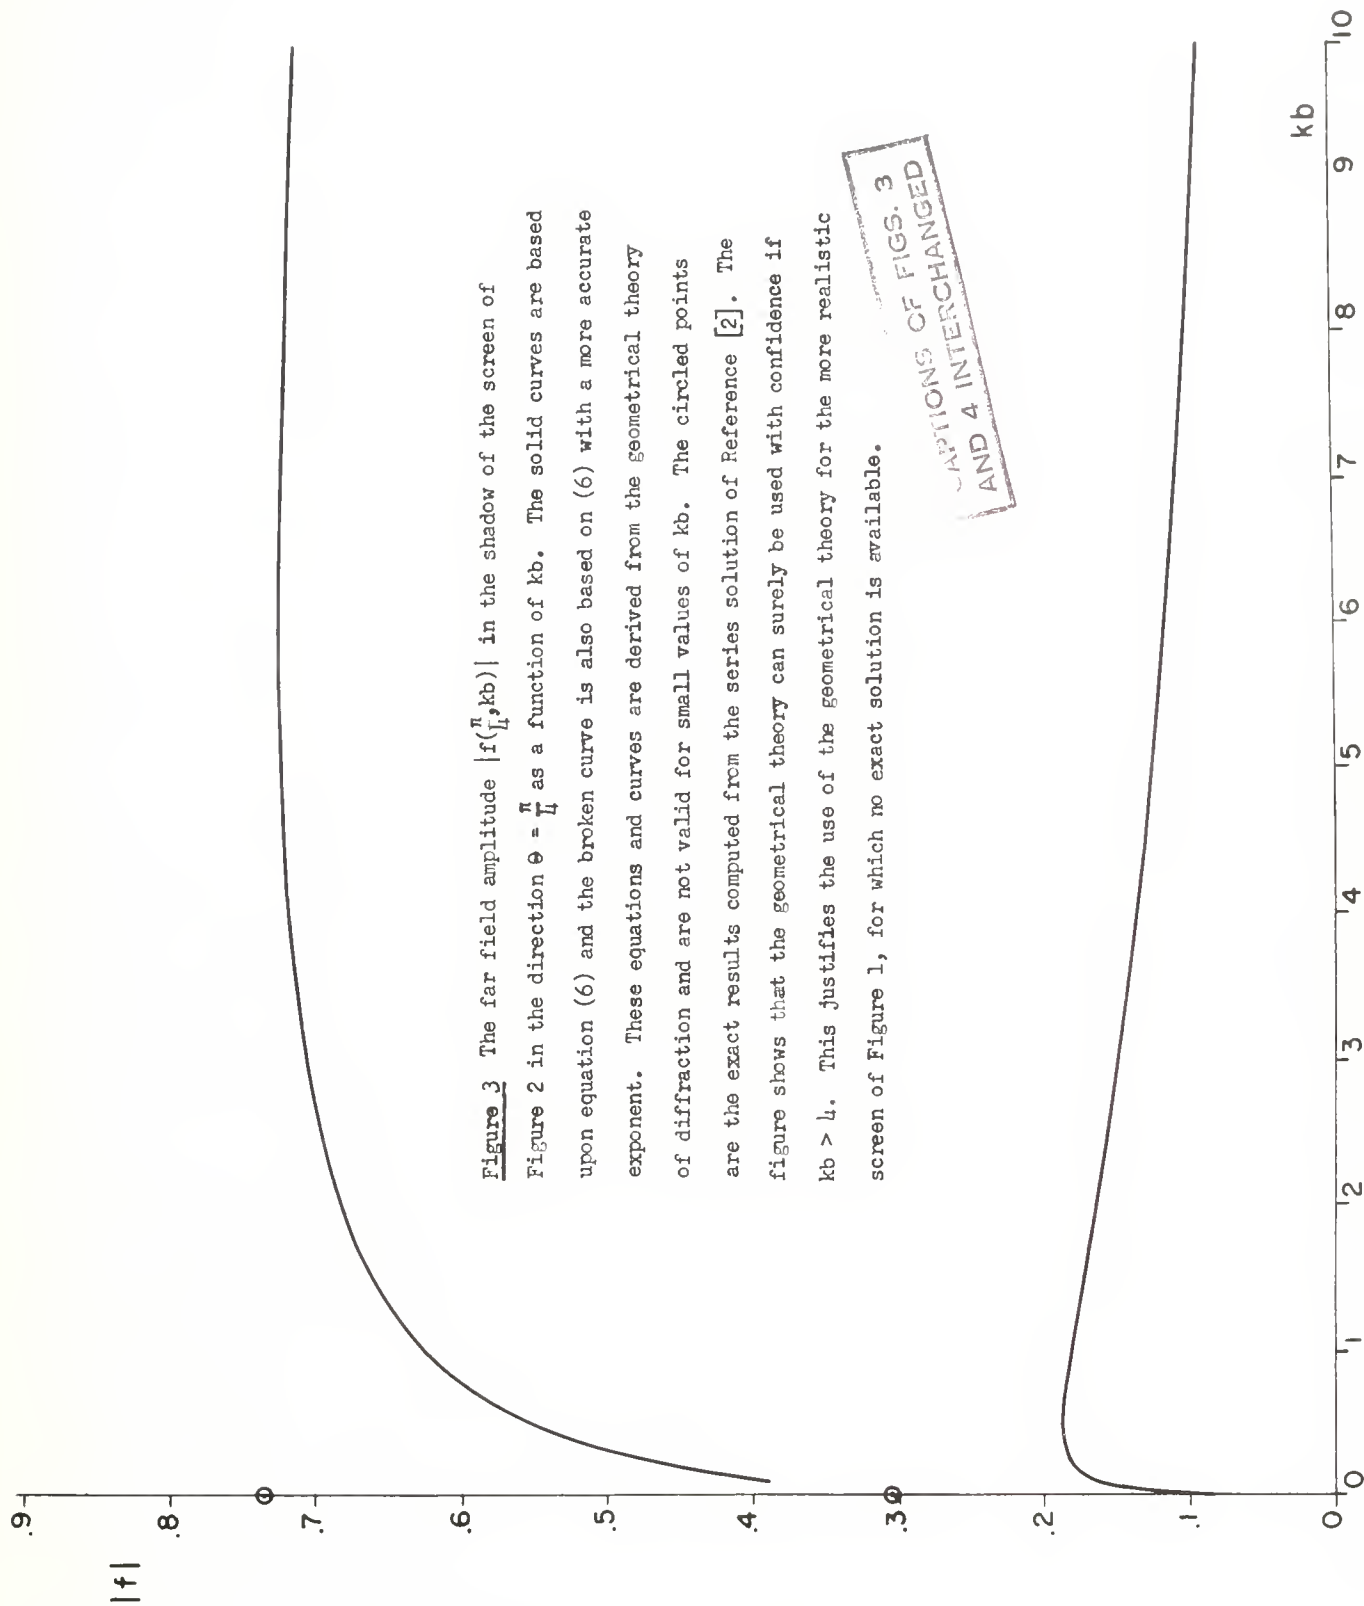 |f|
.9
.8
.7
.6
.5
.4
.3
.2
.1
0
0
1
2
3
4
5
6
7
8
9
10
kb
Figure 3 The far field amplitude |f(π/4,kb)| in the shadow of the screen of
Figure 2 in the direction θ = π/4 as a function of kb. The solid curves are based
upon equation (6) and the broken curve is also based on (6) with a more accurate
exponent. These equations and curves are derived from the geometrical theory
of diffraction and are not valid for small values of kb. The circled points
are the exact results computed from the series solution of Reference [2]. The
figure shows that the geometrical theory can surely be used with confidence if
kb > 4. This justifies the use of the geometrical theory for the more realistic
screen of Figure 1, for which no exact solution is available.
CAPTIONS OF FIGS. 3
AND 4 INTERCHANGED